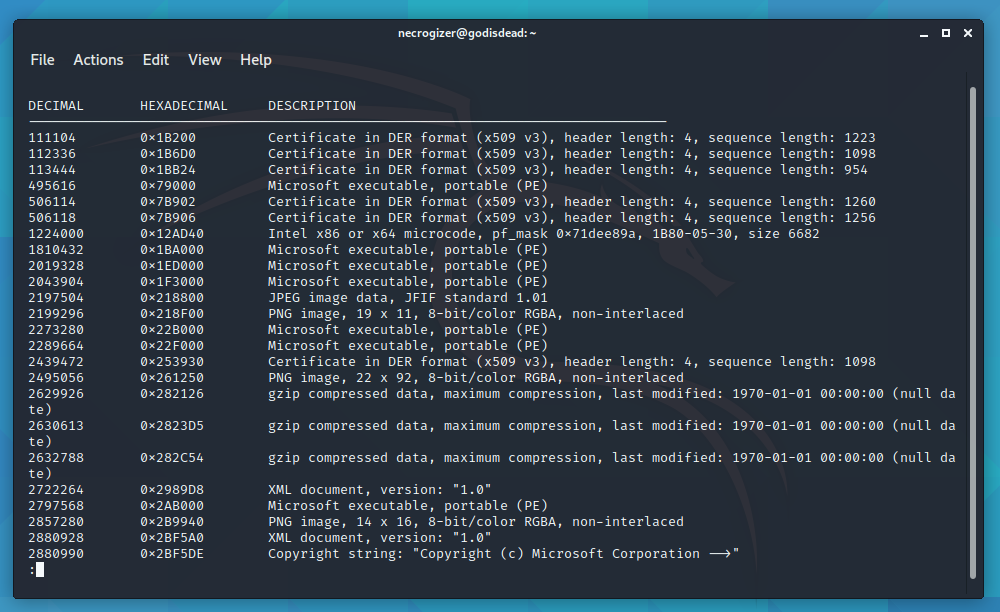 necrogizer@godisdead: ~
File Actions Edit View Help
DECIMAL HEXADECIMAL DESCRIPTION
111104 0×1B200 Certificate in DER format (x509 v3), header length: 4, sequence length: 1223
112336 0×1B6D0 Certificate in DER format (x509 v3), header length: 4, sequence length: 1098
113444 0×1BB24 Certificate in DER format (x509 v3), header length: 4, sequence length: 954
495616 0×79000 Microsoft executable, portable (PE)
506114 0×7B902 Certificate in DER format (x509 v3), header length: 4, sequence length: 1260
506118 0×7B906 Certificate in DER format (x509 v3), header length: 4, sequence length: 1256
1224000 0×12AD40 Intel x86 or x64 microcode, pf_mask 0×71dee89a, 1B80-05-30, size 6682
1810432 0×1BA000 Microsoft executable, portable (PE)
2019328 0×1ED000 Microsoft executable, portable (PE)
2043904 0×1F3000 Microsoft executable, portable (PE)
2197504 0×218800 JPEG image data, JFIF standard 1.01
2199296 0×218F00 PNG image, 19 x 11, 8-bit/color RGBA, non-interlaced
2273280 0×22B000 Microsoft executable, portable (PE)
2289664 0×22F000 Microsoft executable, portable (PE)
2439472 0×253930 Certificate in DER format (x509 v3), header length: 4, sequence length: 1098
2495056 0×261250 PNG image, 22 x 92, 8-bit/color RGBA, non-interlaced
2629926 0×282126 gzip compressed data, maximum compression, last modified: 1970-01-01 00:00:00 (null da
te)
2630613 0×2823D5 gzip compressed data, maximum compression, last modified: 1970-01-01 00:00:00 (null da
te)
2632788 0×282C54 gzip compressed data, maximum compression, last modified: 1970-01-01 00:00:00 (null da
te)
2722264 0×2989D8 XML document, version: "1.0"
2797568 0×2AB000 Microsoft executable, portable (PE)
2857280 0×2B9940 PNG image, 14 x 16, 8-bit/color RGBA, non-interlaced
2880928 0×2BF5A0 XML document, version: "1.0"
2880990 0×2BF5DE Copyright string: "Copyright (c) Microsoft Corporation ⟶"
: